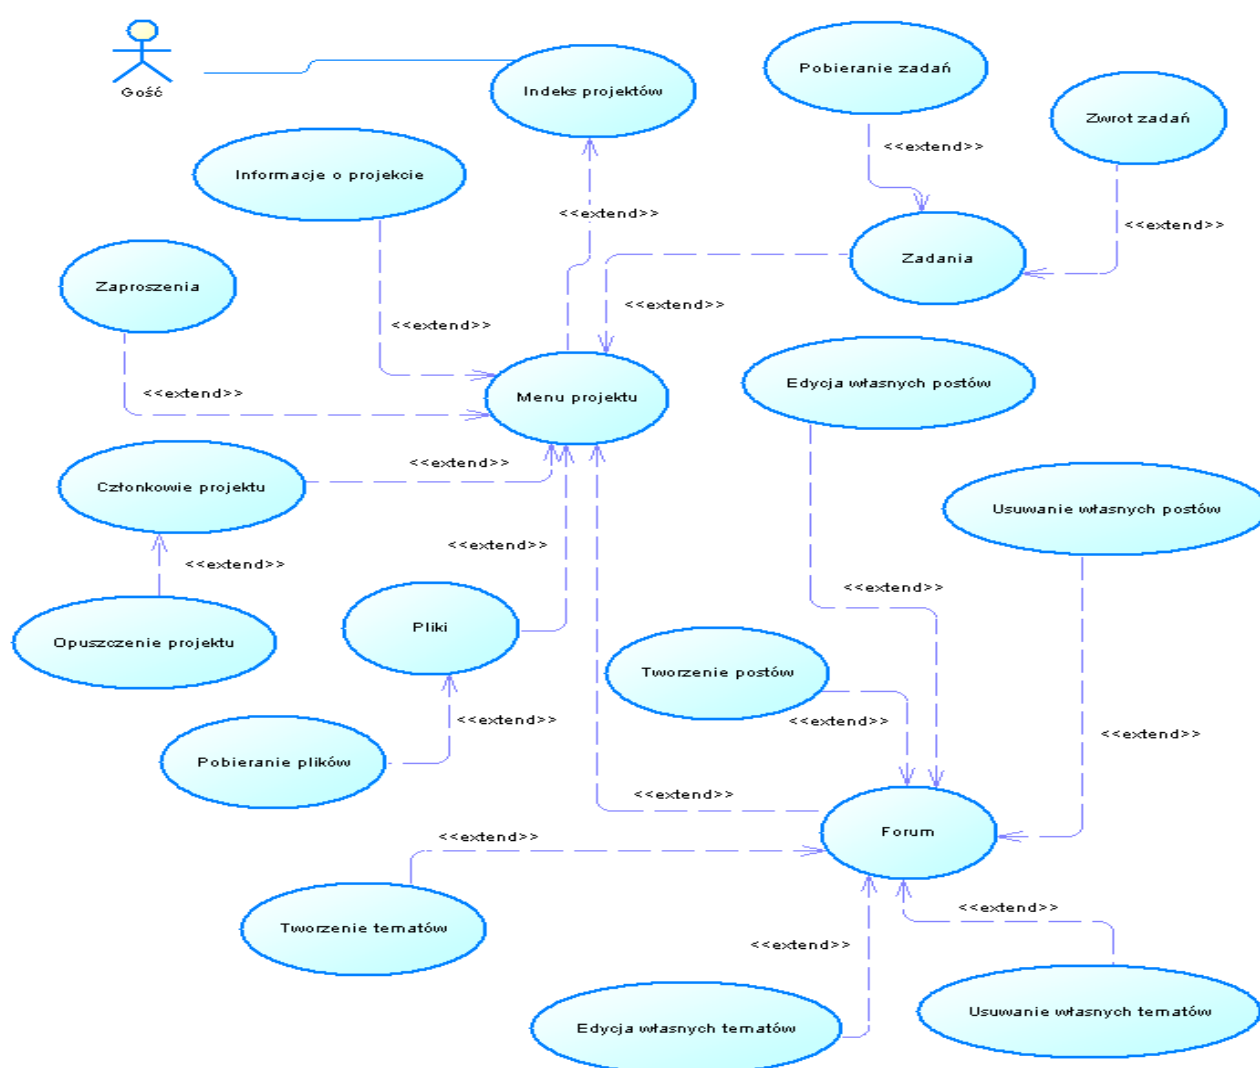 Pobieranie zadań
Gość
Indeks projektów
Zwrot zadań
<<extend>>
Informacje o projekcie
<<extend>>
<<extend>>
Zadania
Zaproszenia
<<extend>>
<<extend>>
Edycja własnych postów
<<extend>>
Menu projektu
<<extend>>
Członkowie projektu
Usuwanie własnych postów
<<extend>>
<<extend>>
<<extend>>
Pliki
Opuszczenie projektu
Tworzenie postów
<<extend>>
<<extend>>
<<extend>>
Pobieranie plików
<<extend>>
<<extend>>
Forum
<<extend>>
Tworzenie tematów
<<extend>>
Edycja własnych tematów
Usuwanie własnych tematów